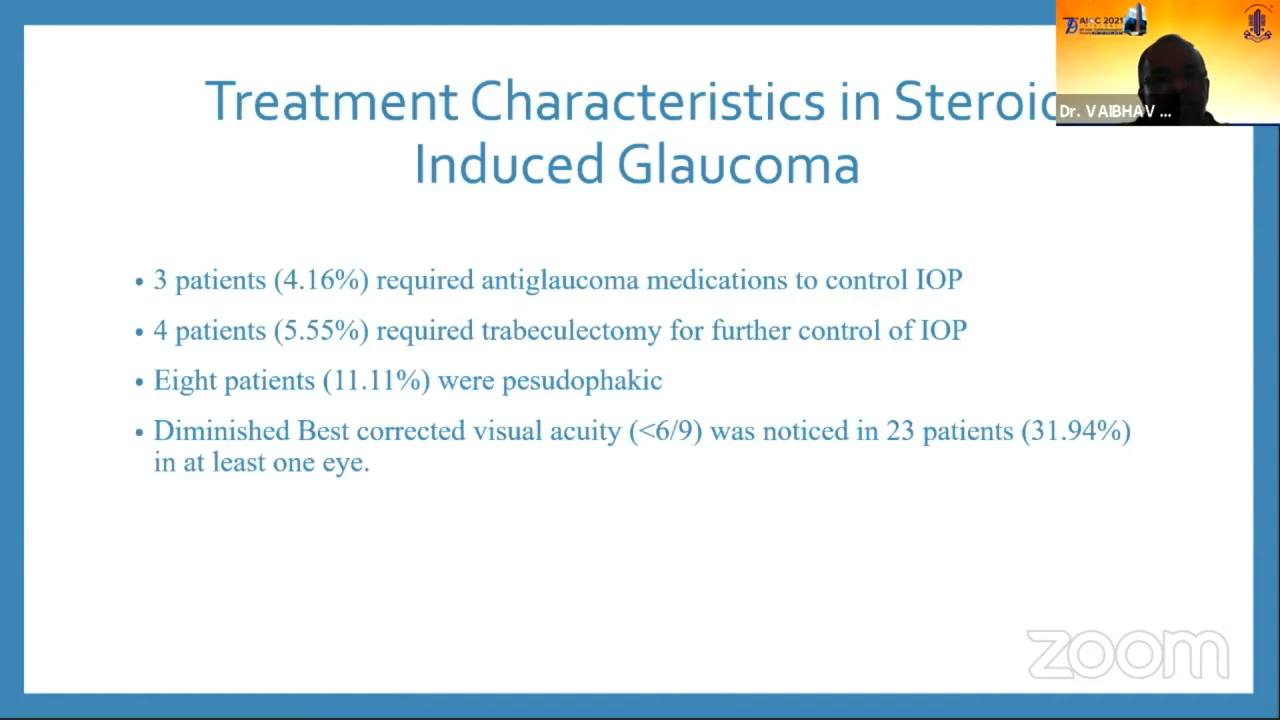 Treatment Characteristics in Steroid
Induced Glaucoma
• 3 patients (4.16%) required antiglaucoma medications to control IOP
• 4 patients (5.55%) required trabeculectomy for further control of IOP
• Eight patients (11.11%) were pesudophakic
• Diminished Best corrected visual acuity (<6/9) was noticed in 23 patients (31.94%)
in at least one eye.
AIOC 2021
Dr. VAIBHAV ...
zoom